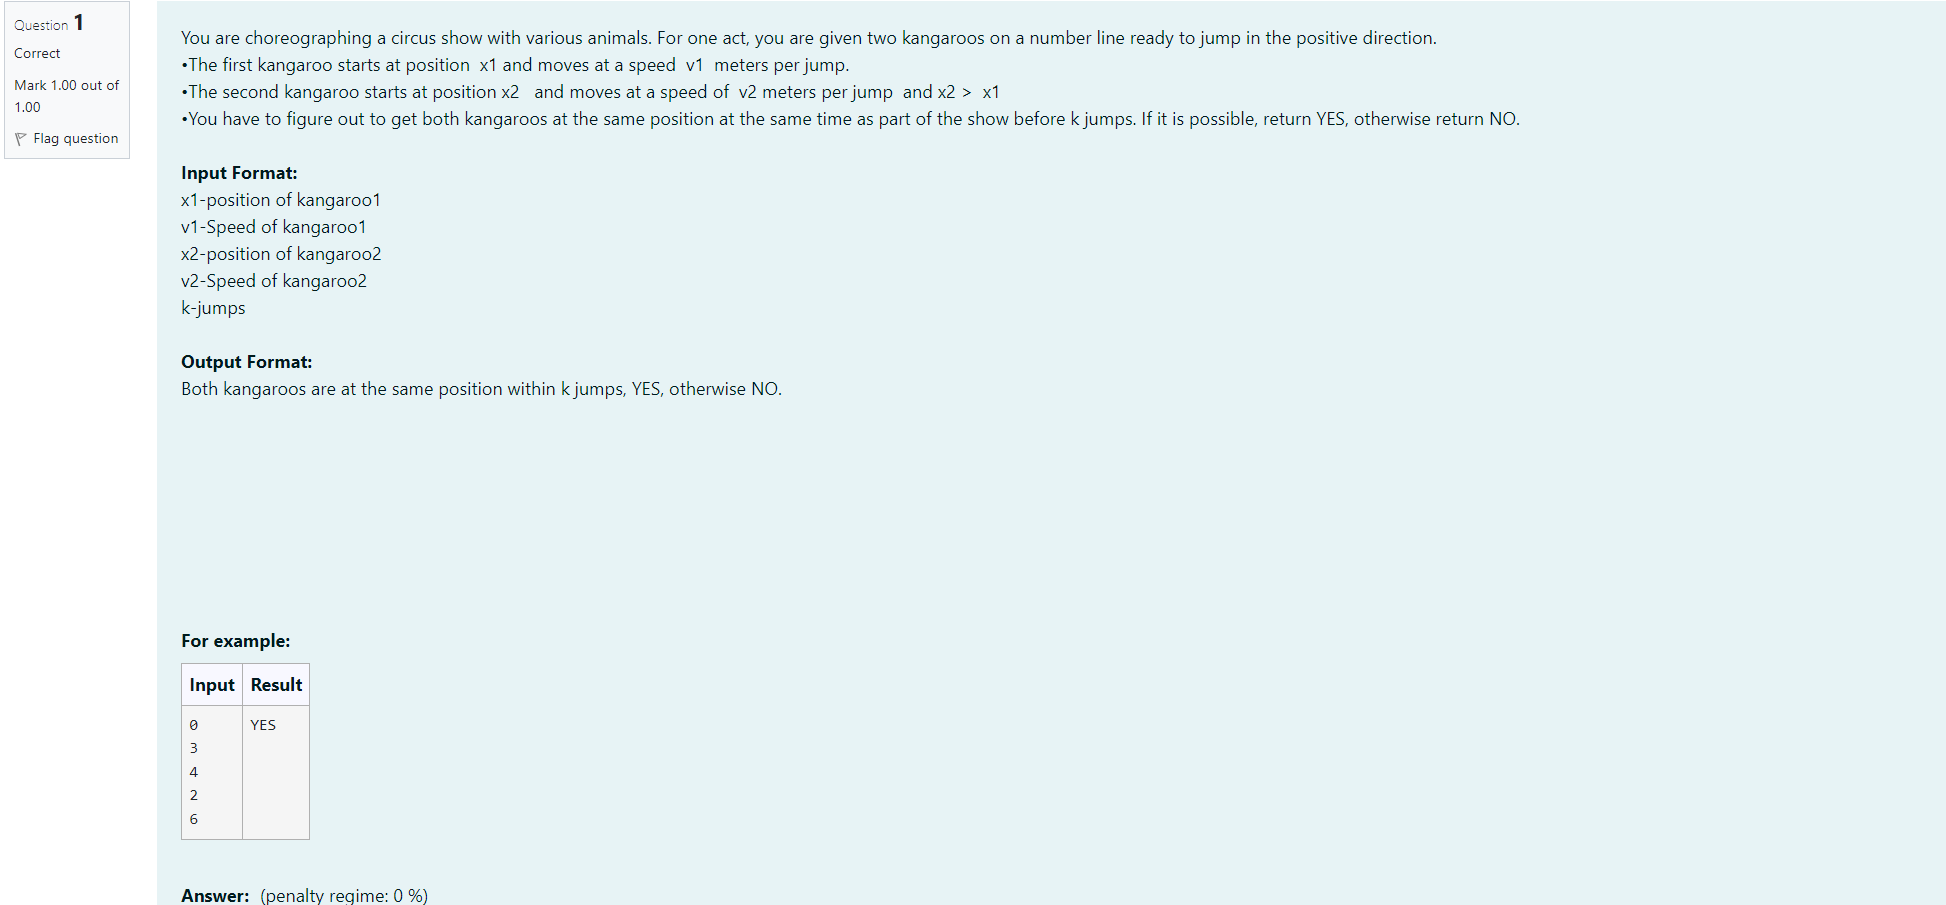 Question 1
Correct
Mark 1.00 out of
1.00
Flag question
You are choreographing a circus show with various animals. For one act, you are given two kangaroos on a number line ready to jump in the positive direction.
•The first kangaroo starts at position x1 and moves at a speed v1 meters per jump.
•The second kangaroo starts at position x2 and moves at a speed of v2 meters per jump and x2 > x1
•You have to figure out to get both kangaroos at the same position at the same time as part of the show before k jumps. If it is possible, return YES, otherwise return NO.
Input Format:
x1-position of kangaroo1
v1-Speed of kangaroo1
x2-position of kangaroo2
v2-Speed of kangaroo2
k-jumps
Output Format:
Both kangaroos are at the same position within k jumps, YES, otherwise NO.
For example:
Input Result
0 YES
3
4
2
6
Answer: (penalty regime: 0 %)